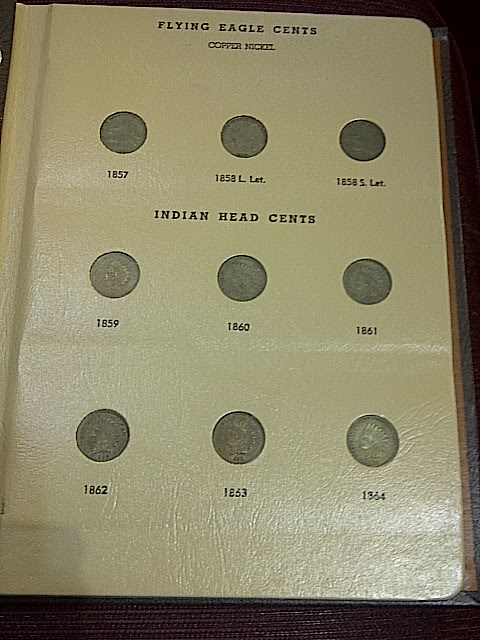 FLYING EAGLE CENTS
COPPER NICKEL
1857 1858 L. Let. 1858 S. Let.
INDIAN HEAD CENTS
1859 1860 1861
1862 1863 1864